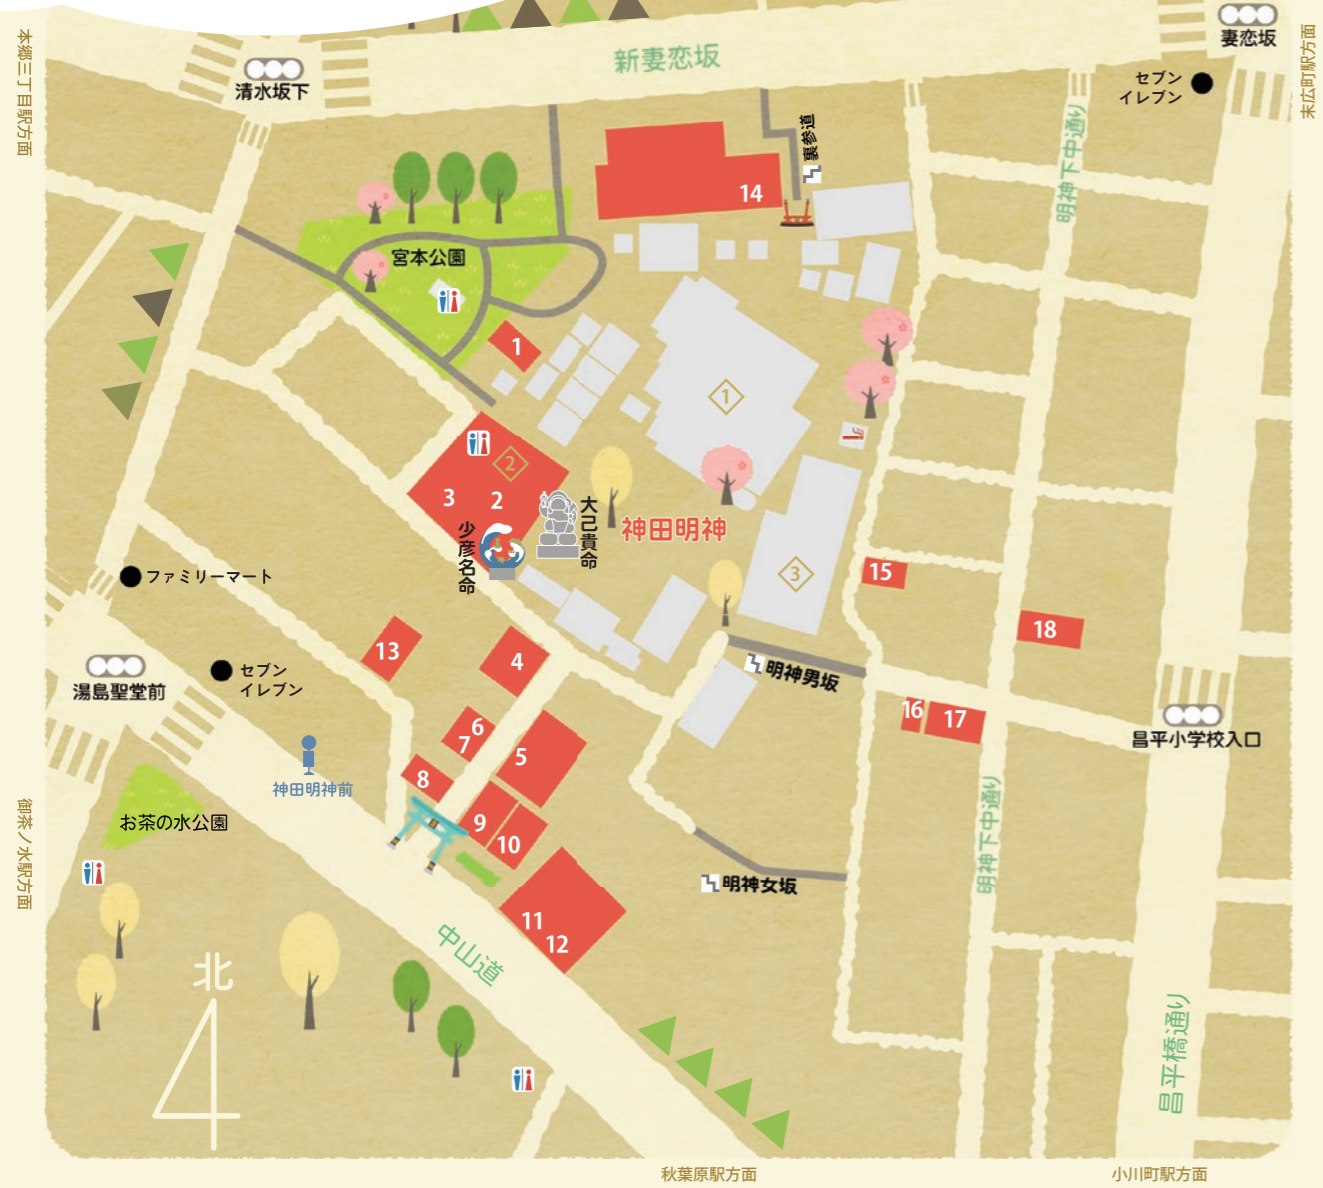 新妻恋坂
妻恋坂
清水坂下
セブン
イレブン
本郷三丁目駅方面
末広町駅方面
裏参道
明神下中通り
14
宮本公園
1
1
2
3
2
少彦名命
大己貴命
神田明神
3
15
18
ファミリーマート
13
4
セブン
イレブン
湯島聖堂前
明神男坂
16
17
昌平小学校入口
6
7
5
8
神田明神前
9
10
お茶の水公園
御茶ノ水駅方面
明神下中通り
明神女坂
11
12
中山道
北
昌平橋通り
秋葉原駅方面
小川町駅方面